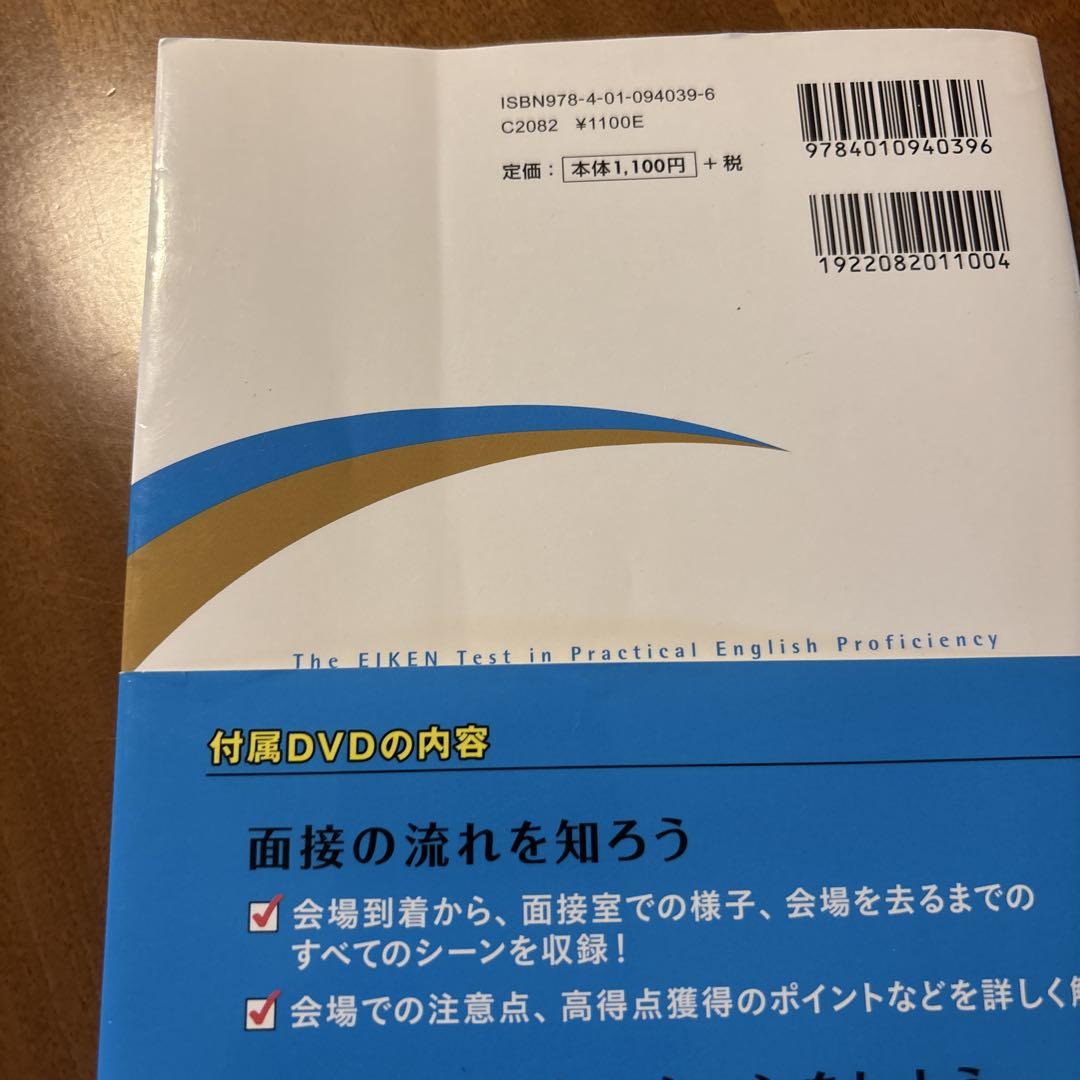 ISBN978-4-01-094039-6
C2082 ¥1100E
定価：本体1,100円＋税
9784010940396
1922082011004
The EIKEN Test in Practical English Proficiency
付属DVDの内容
面接の流れを知ろう
会場到着から、面接室での様子、会場を去るまでの
すべてのシーンを収録！
会場での注意点、高得点獲得のポイントなどを詳しく